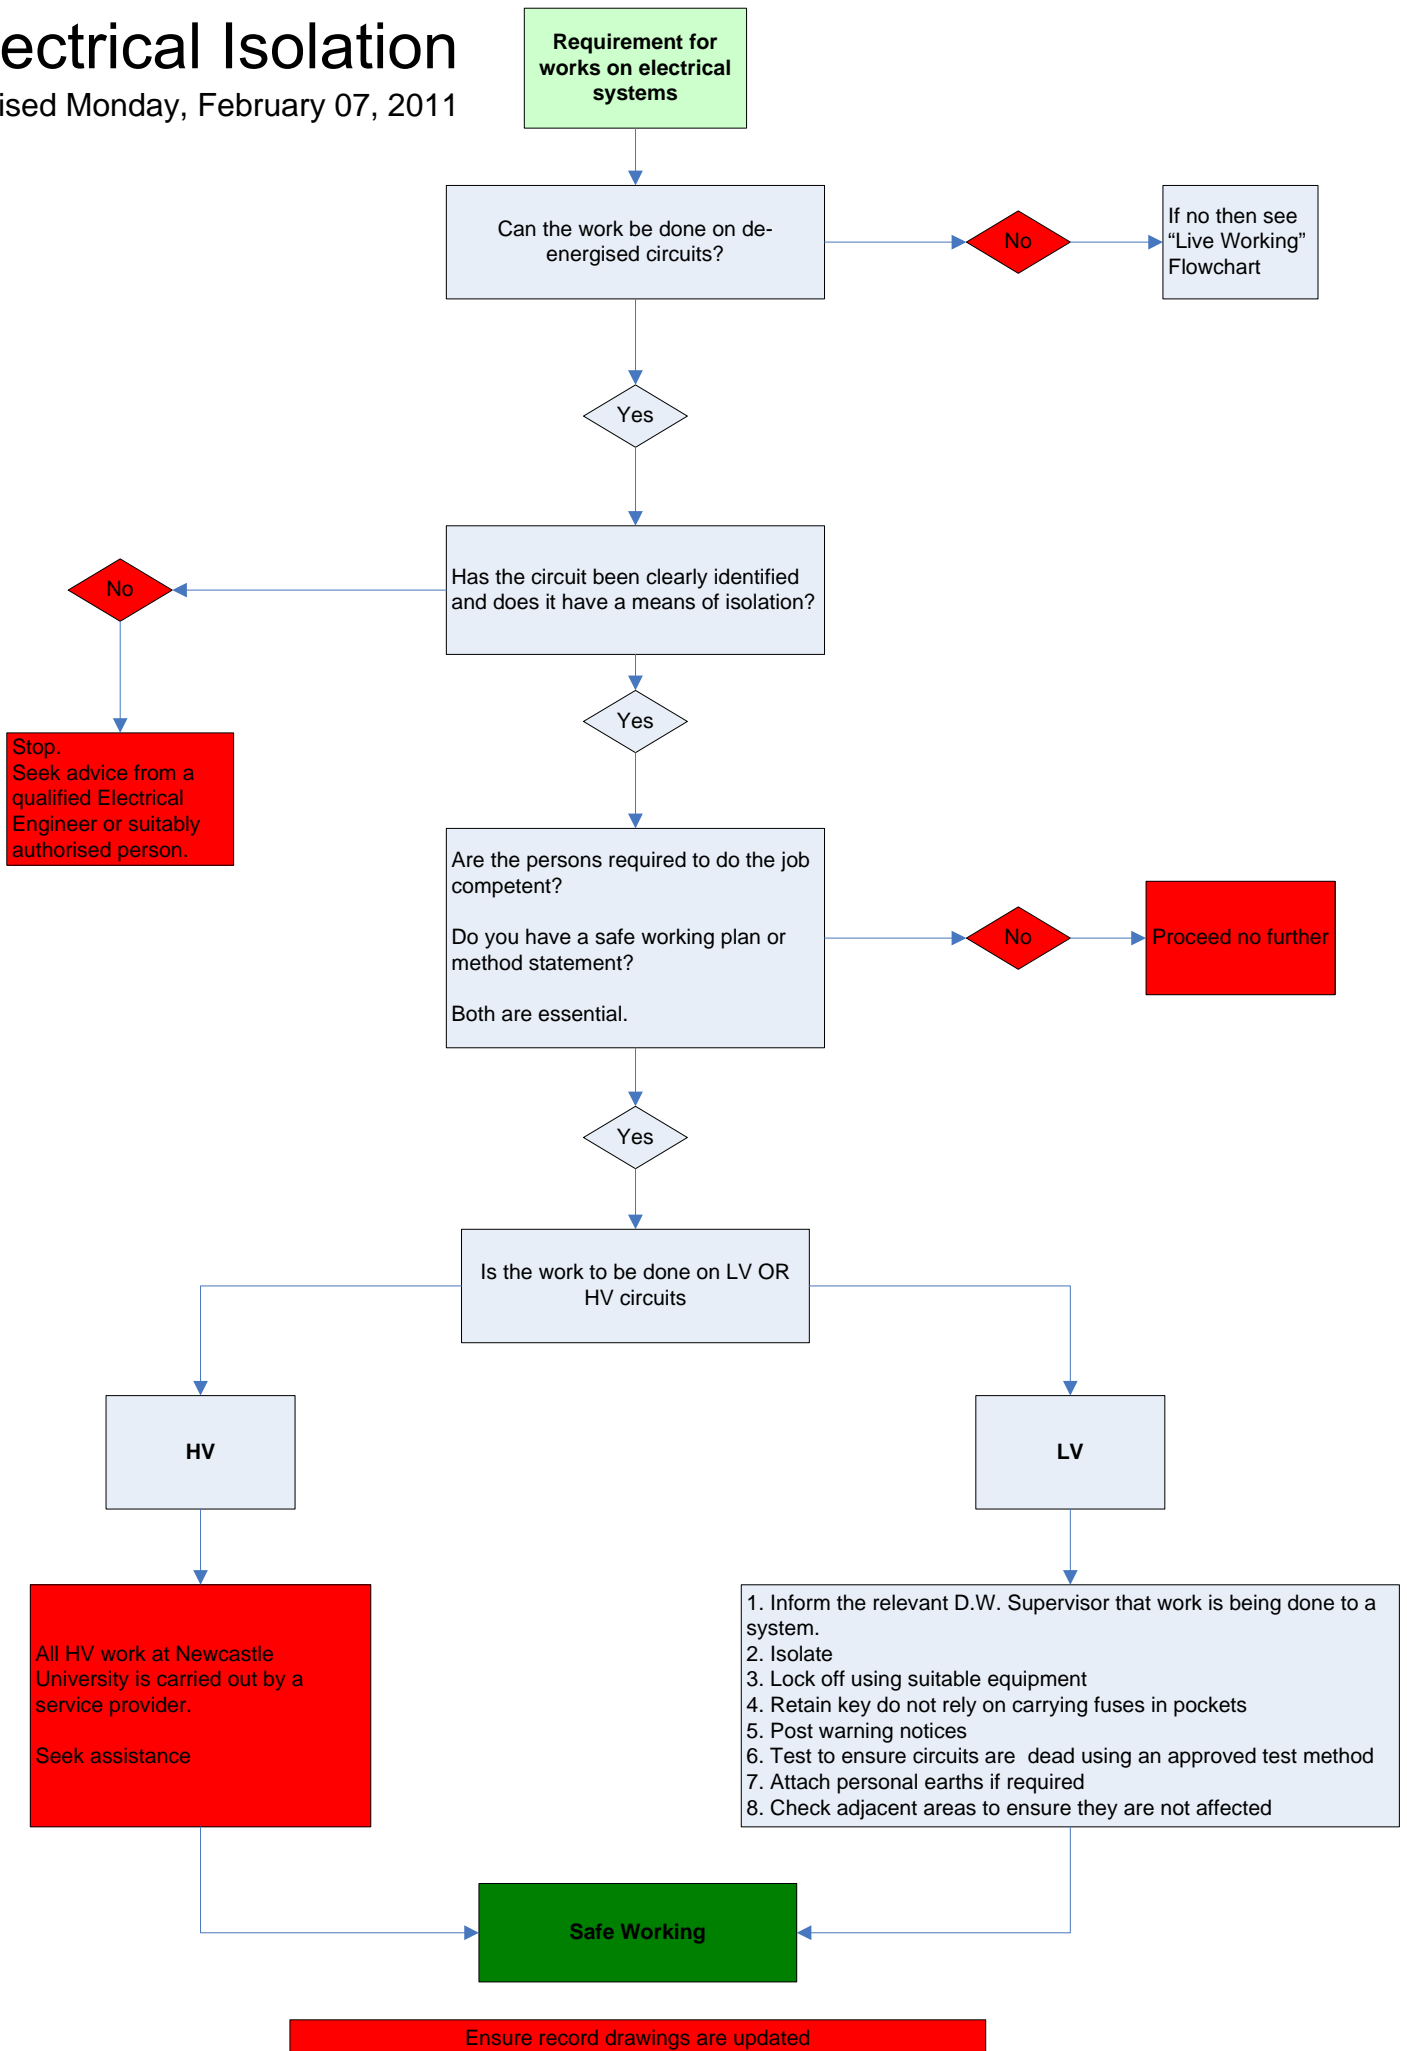 ectrical Isolation
ised Monday, February 07, 2011
Requirement for
works on electrical
systems
Can the work be done on de-
energised circuits?
No
If no then see
“Live Working”
Flowchart
Yes
Has the circuit been clearly identified
and does it have a means of isolation?
No
Yes
Stop.
Seek advice from a
qualified Electrical
Engineer or suitably
authorised person.
Are the persons required to do the job
competent?
Do you have a safe working plan or
method statement?
Both are essential.
No
Proceed no further
Yes
Is the work to be done on LV OR
HV circuits
HV
LV
All HV work at Newcastle
University is carried out by a
service provider.
Seek assistance
1. Inform the relevant D.W. Supervisor that work is being done to a
system.
2. Isolate
3. Lock off using suitable equipment
4. Retain key do not rely on carrying fuses in pockets
5. Post warning notices
6. Test to ensure circuits are  dead using an approved test method
7. Attach personal earths if required
8. Check adjacent areas to ensure they are not affected
Safe Working
Ensure record drawings are updated